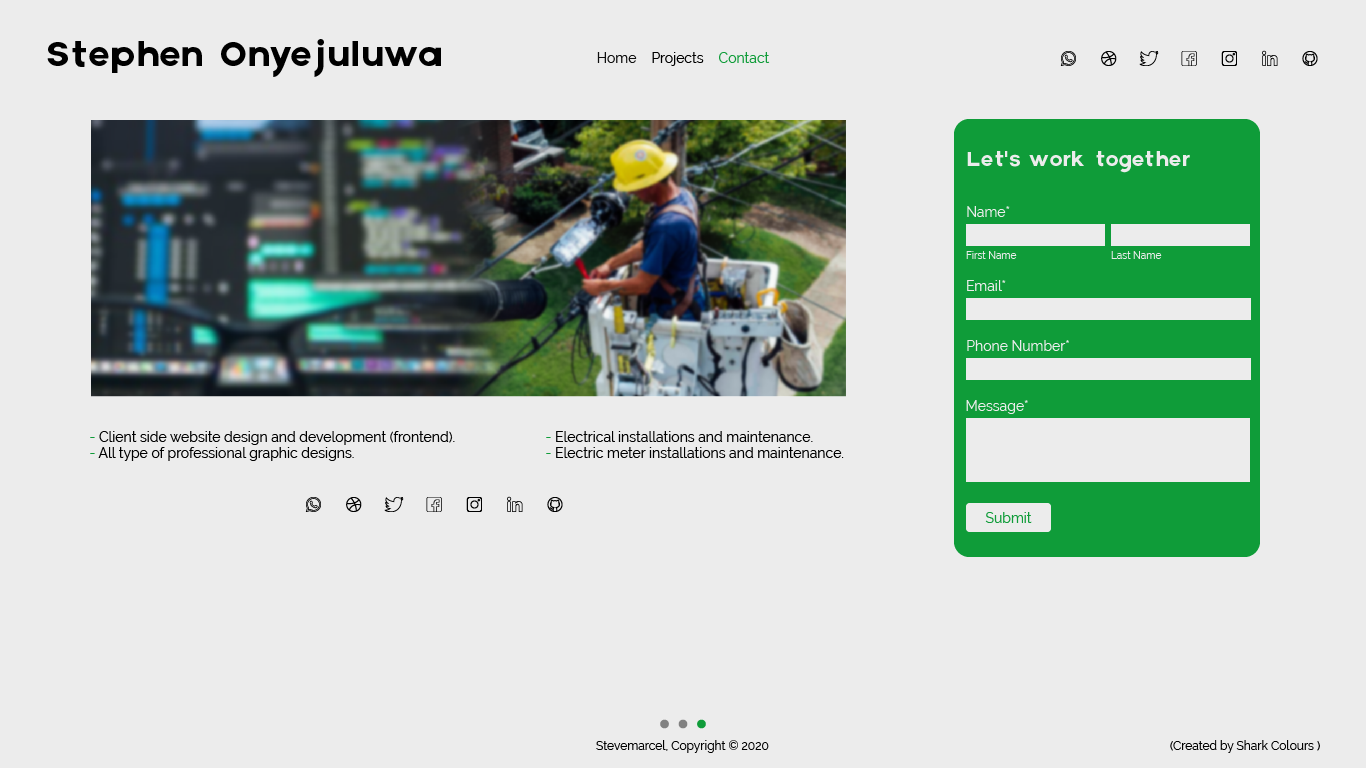 Stephen Onyejuluwa
Home Projects Contact
Let's work together
Name*
First Name Last Name
Email*
Phone Number*
Message*
Submit
- Client side website design and development (frontend).
- All type of professional graphic designs.
- Electrical installations and maintenance.
- Electric meter installations and maintenance.
Stevemarcel, Copyright © 2020
(Created by Shark Colours )